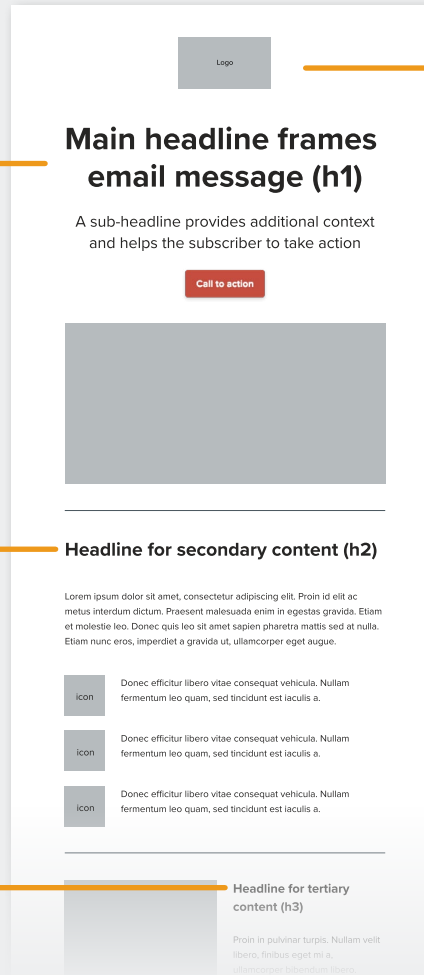 Logo
Main headline frames
email message (h1)
A sub-headline provides additional context
and helps the subscriber to take action
Call to action
Headline for secondary content (h2)
Lorem ipsum dolor sit amet, consectetur adipiscing elit. Proin id elit ac
metus interdum dictum. Praesent malesuada enim in egestas gravida. Etiam
et molestie leo. Donec quis leo sit amet sapien pharetra mattis sed at nulla.
Etiam nunc eros, imperdiet a gravida ut, ullamcorper eget augue.
icon
Donec efficitur libero vitae consequat vehicula. Nullam
fermentum leo quam, sed tincidunt est iaculis a.
icon
Donec efficitur libero vitae consequat vehicula. Nullam
fermentum leo quam, sed tincidunt est iaculis a.
icon
Donec efficitur libero vitae consequat vehicula. Nullam
fermentum leo quam, sed tincidunt est iaculis a.
Headline for tertiary
content (h3)
Proin in pulvinar turpis. Nullam velit
libero, finibus eget mi a,
ullamcorper bibendum libero.